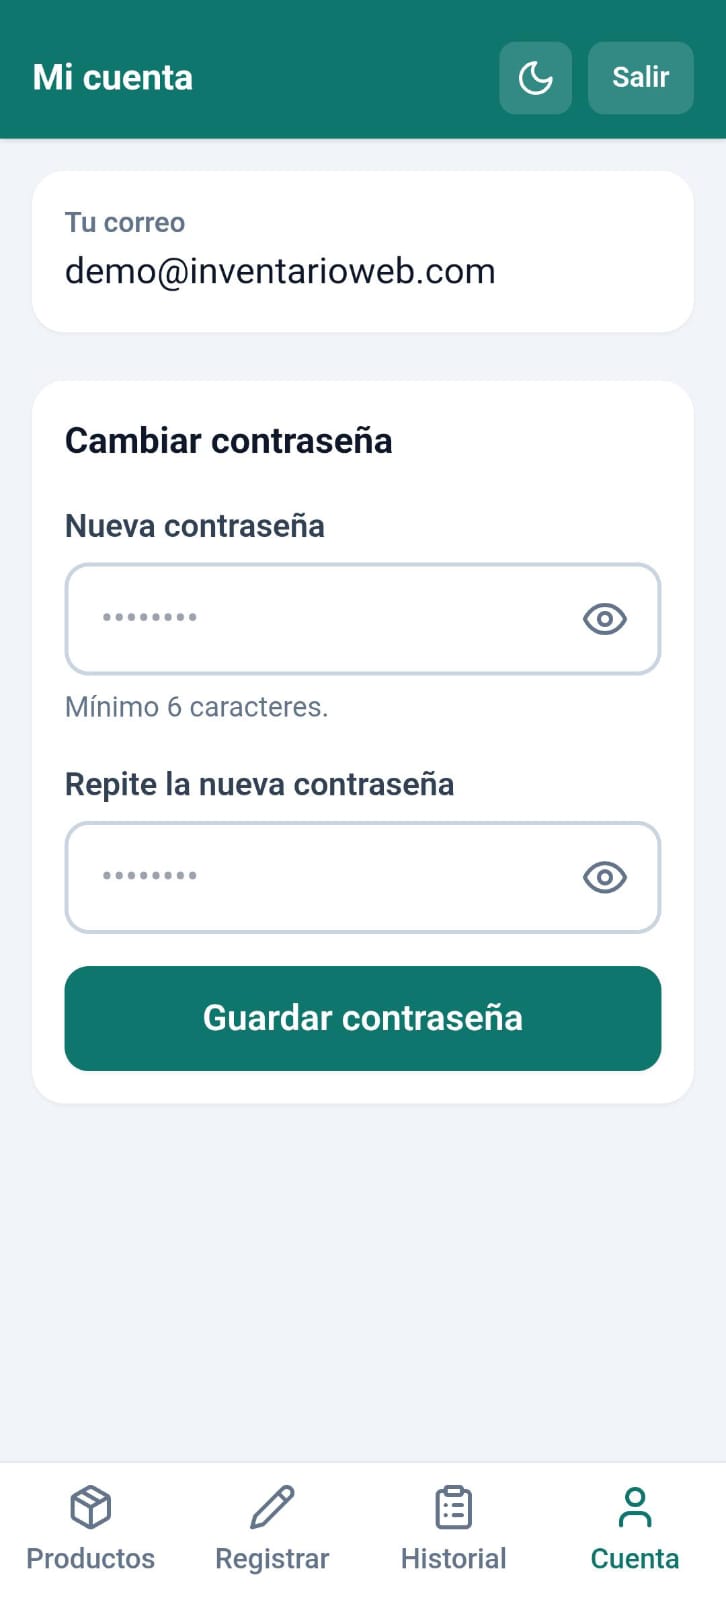 Mi cuenta
Salir
Tu correo
demo@inventarioweb.com
Cambiar contraseña
Nueva contraseña
••••••••
Mínimo 6 caracteres.
Repite la nueva contraseña
••••••••
Guardar contraseña
Productos
Registrar
Historial
Cuenta